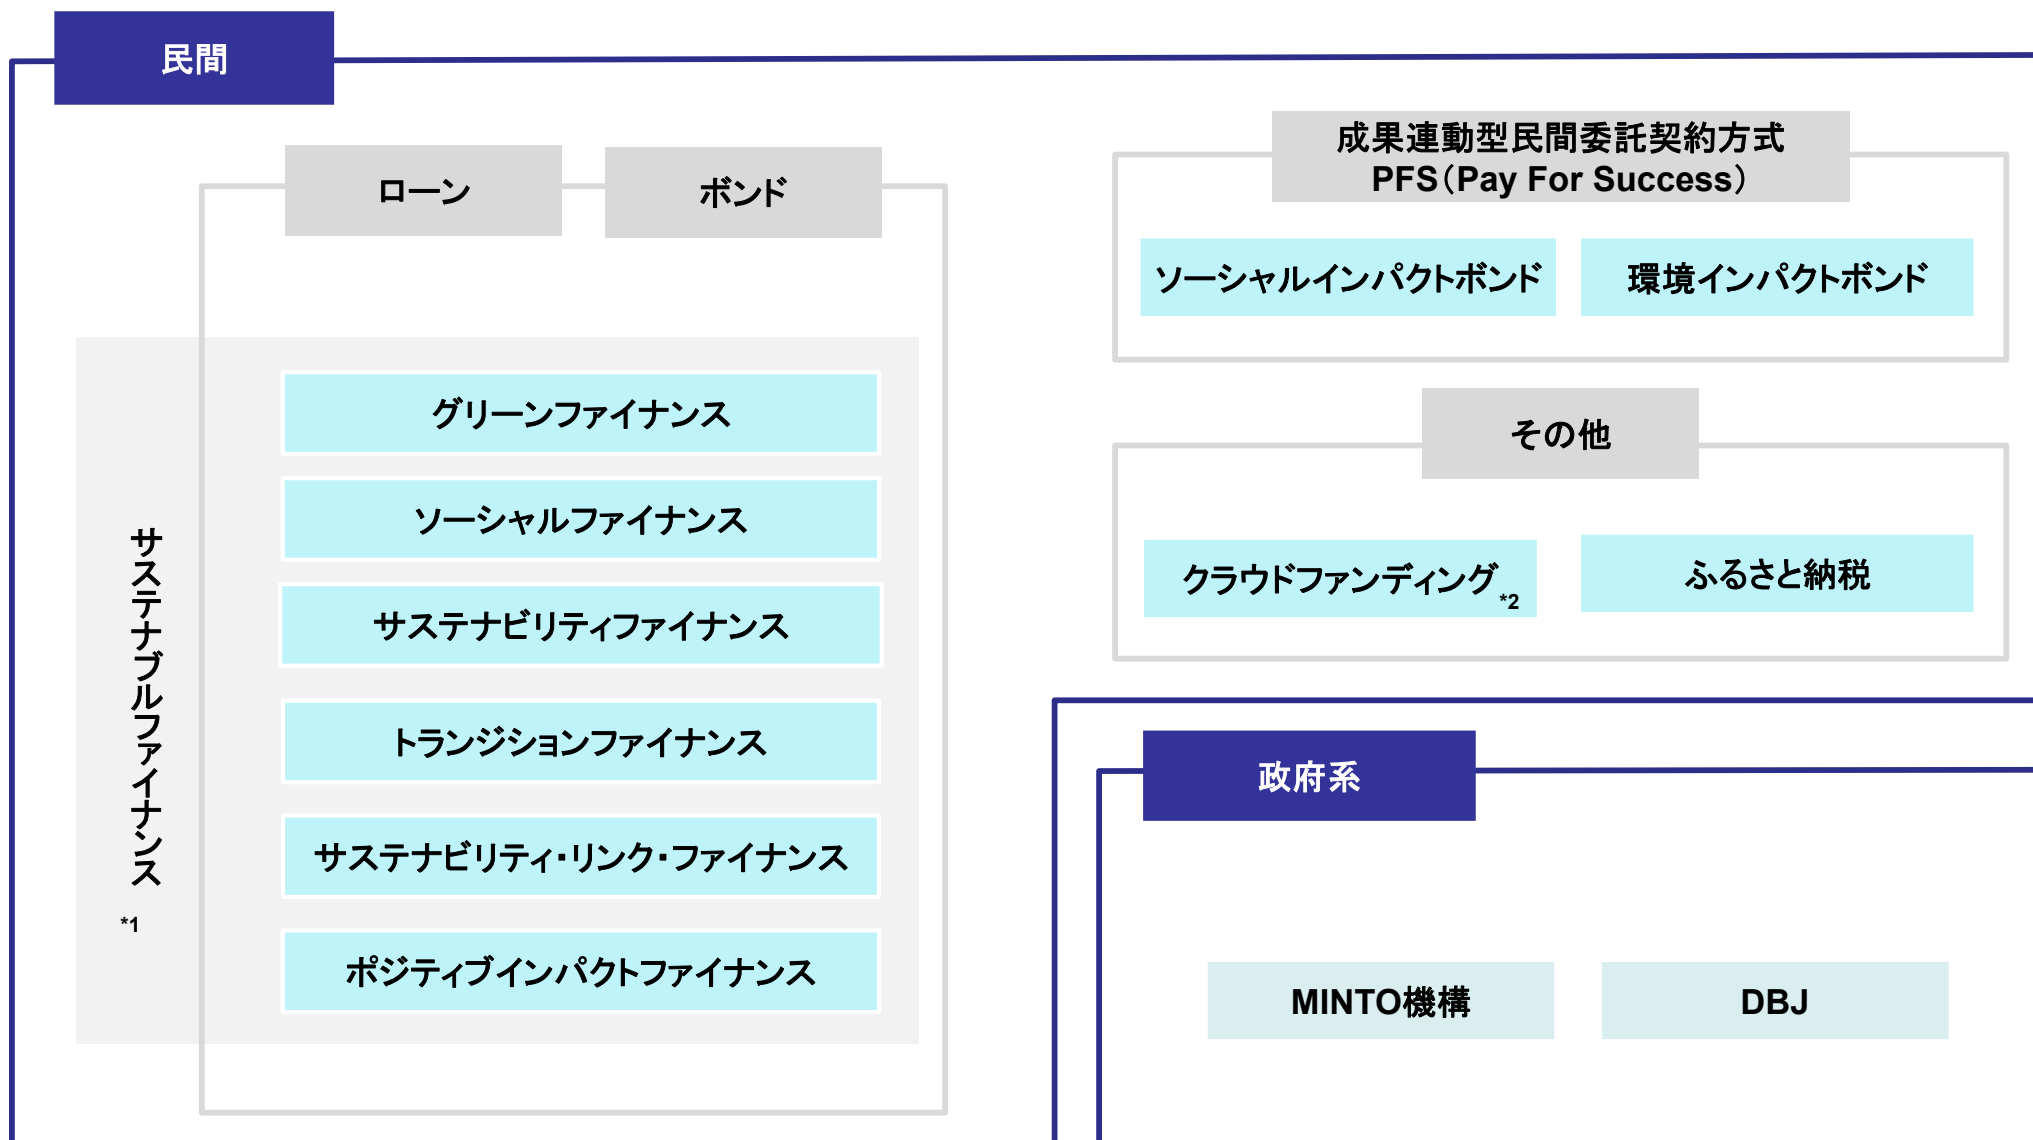 民間
ローン
ボンド
サステナブルファイナンス
*1
グリーンファイナンス
ソーシャルファイナンス
サステナビリティファイナンス
トランジションファイナンス
サステナビリティ・リンク・ファイナンス
ポジティブインパクトファイナンス
成果連動型民間委託契約方式
PFS（Pay For Success）
ソーシャルインパクトボンド
環境インパクトボンド
その他
クラウドファンディング
*2
ふるさと納税
政府系
MINTO機構
DBJ